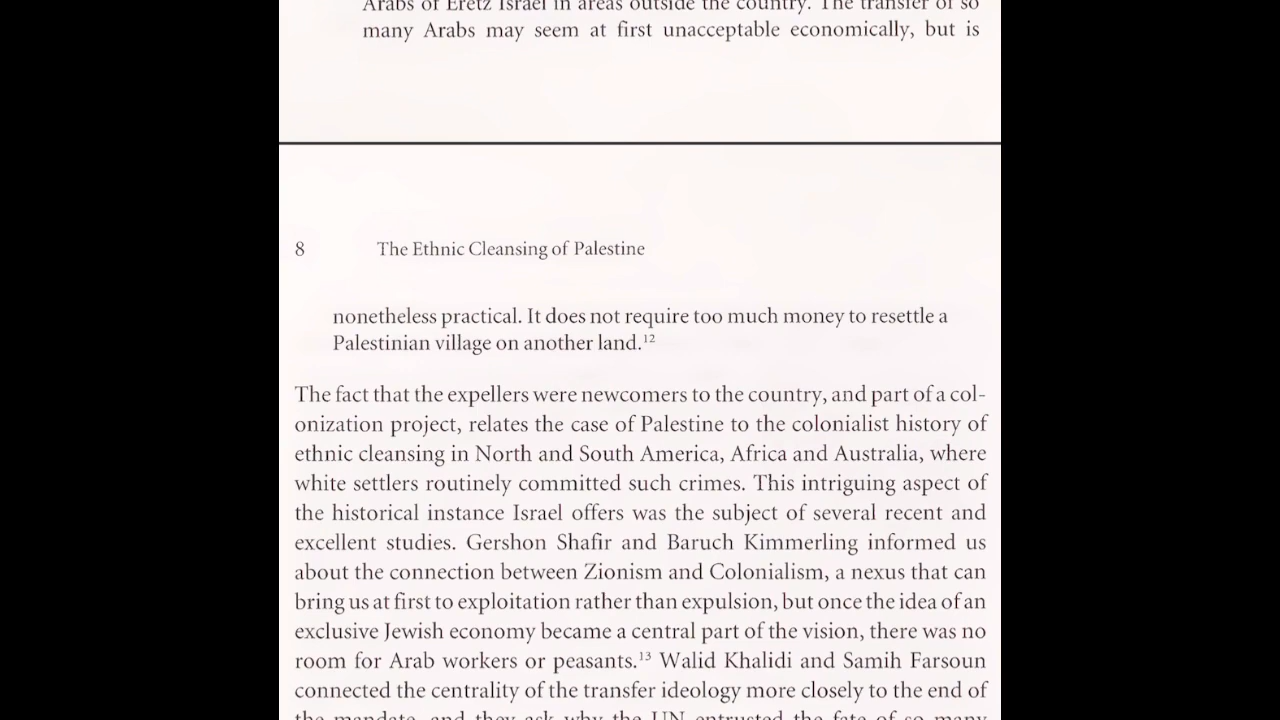 Arabs of Eretz Israel in areas outside the country. The transfer of so
many Arabs may seem at first unacceptable economically, but is
8 The Ethnic Cleansing of Palestine
nonetheless practical. It does not require too much money to resettle a
Palestinian village on another land.12
The fact that the expellers were newcomers to the country, and part of a col-
onization project, relates the case of Palestine to the colonialist history of
ethnic cleansing in North and South America, Africa and Australia, where
white settlers routinely committed such crimes. This intriguing aspect of
the historical instance Israel offers was the subject of several recent and
excellent studies. Gershon Shafir and Baruch Kimmerling informed us
about the connection between Zionism and Colonialism, a nexus that can
bring us at first to exploitation rather than expulsion, but once the idea of an
exclusive Jewish economy became a central part of the vision, there was no
room for Arab workers or peasants.13 Walid Khalidi and Samih Farsoun
connected the centrality of the transfer ideology more closely to the end of
the mandate, and they ask why the UN entrusted the fate of so many